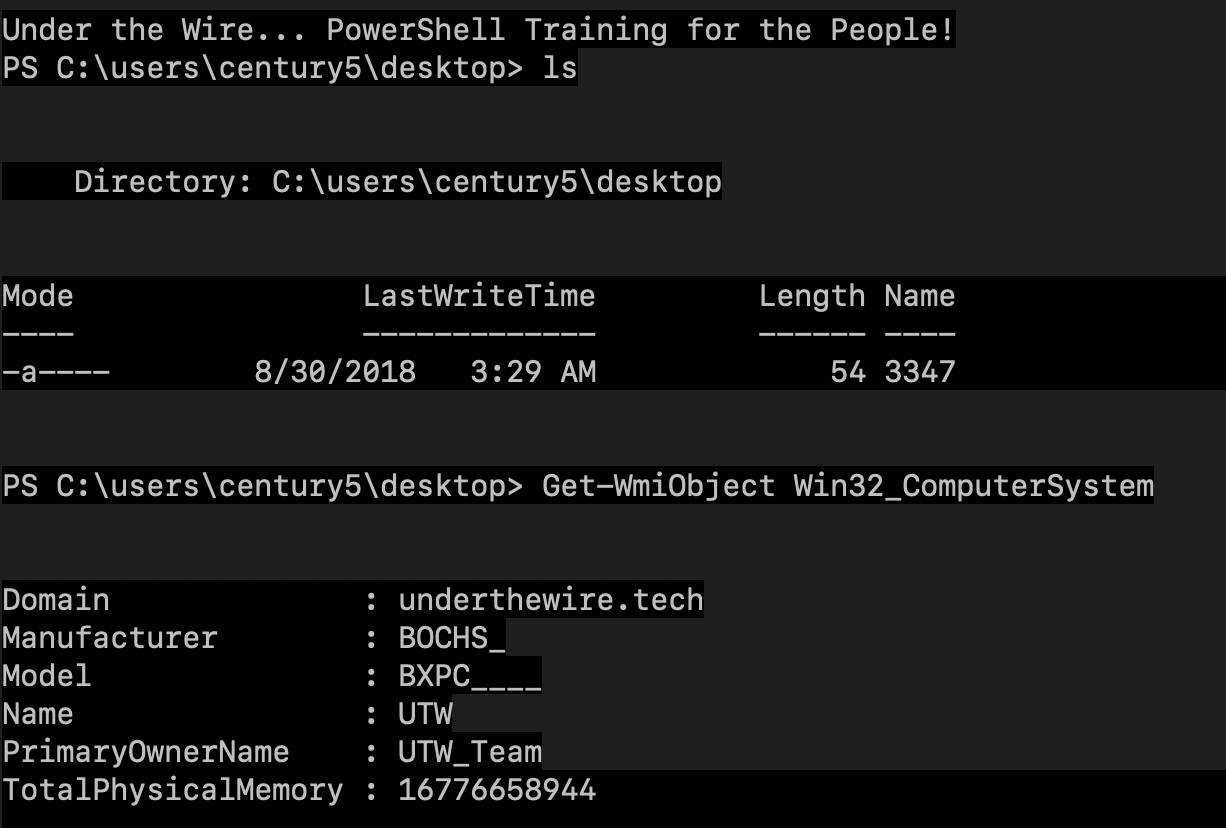 Under the Wire... PowerShell Training for the People!
PS C:\users\century5\desktop> ls
Directory: C:\users\century5\desktop
Mode LastWriteTime Length Name
---- ------------- ------ ----
-a---- 8/30/2018 3:29 AM 54 3347
PS C:\users\century5\desktop> Get-WmiObject Win32_ComputerSystem
Domain : underthewire.tech
Manufacturer : BOCHS_
Model : BXPC____
Name : UTW
PrimaryOwnerName : UTW_Team
TotalPhysicalMemory : 16776658944